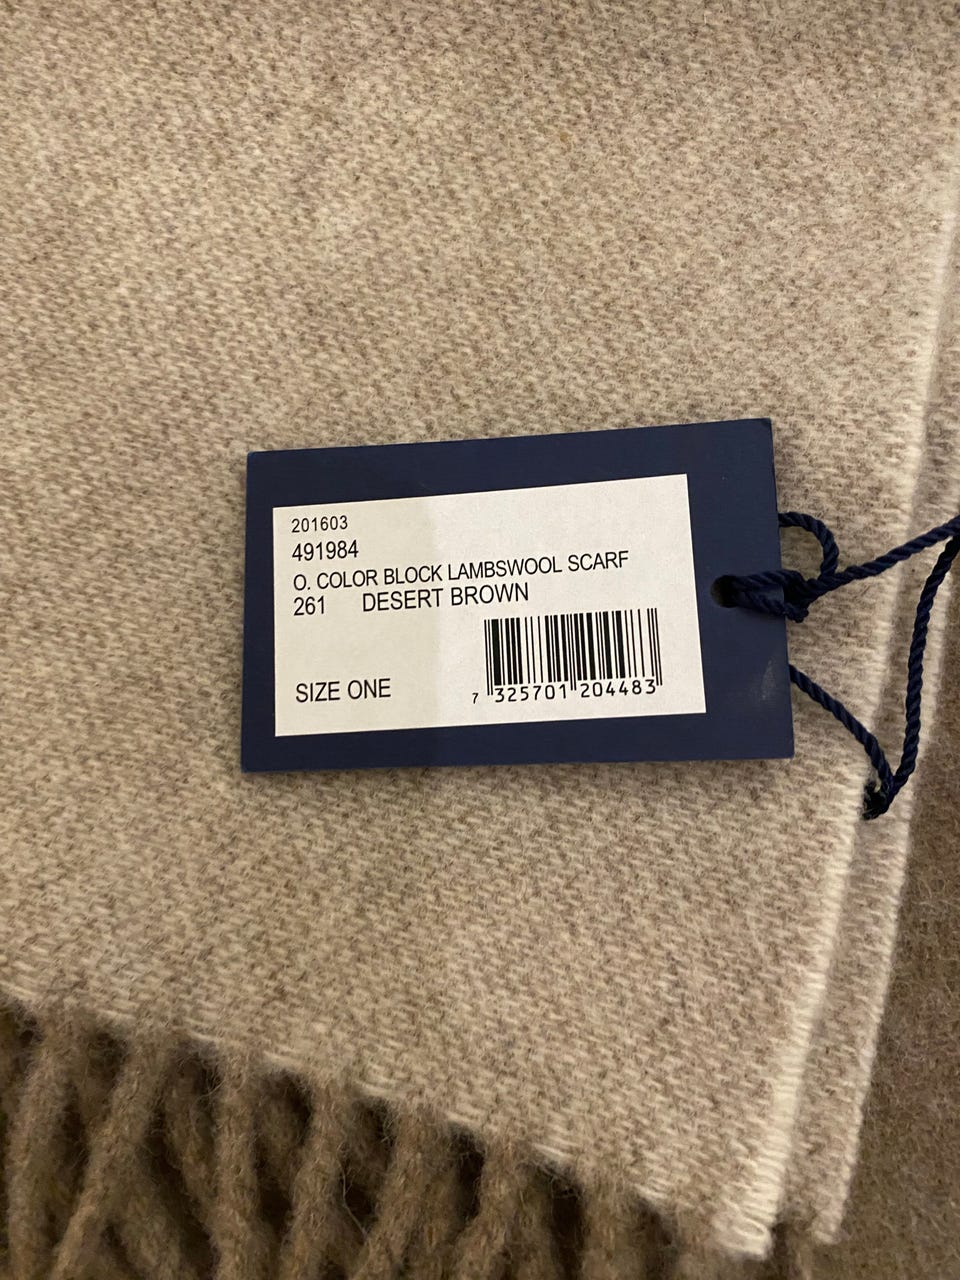 201603
491984
O. COLOR BLOCK LAMBSWOOL SCARF
261 DESERT BROWN
SIZE ONE
7 325701 204483